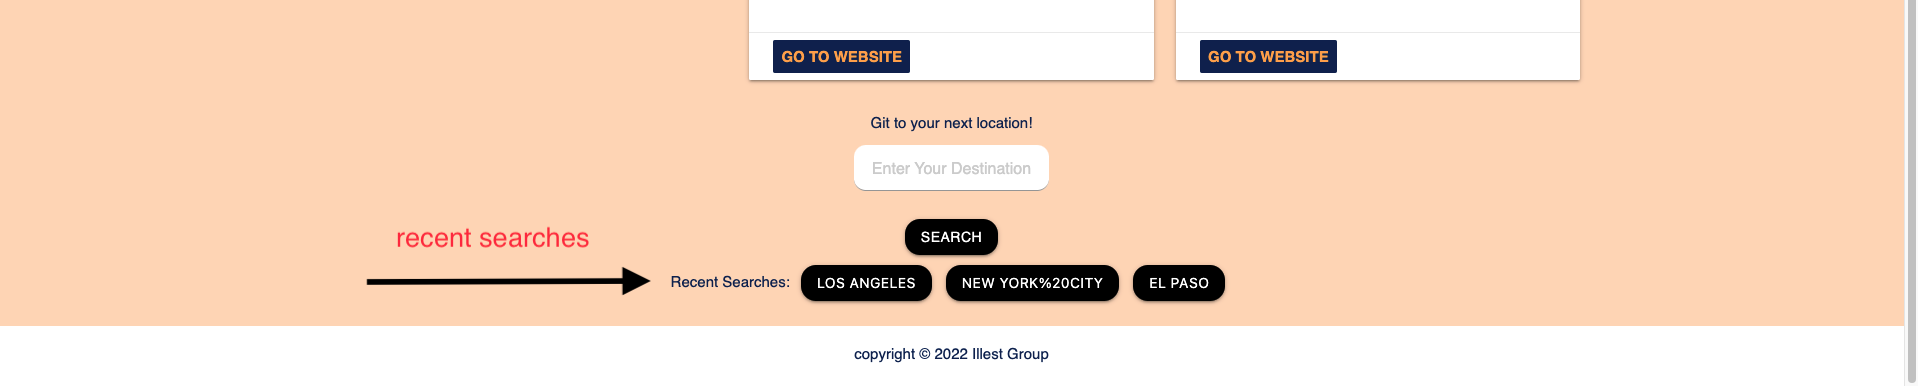 GO TO WEBSITE GO TO WEBSITE
Git to your next location!
Enter Your Destination
SEARCH
recent searches
Recent Searches: LOS ANGELES NEW YORK%20CITY EL PASO
copyright © 2022 Illest Group